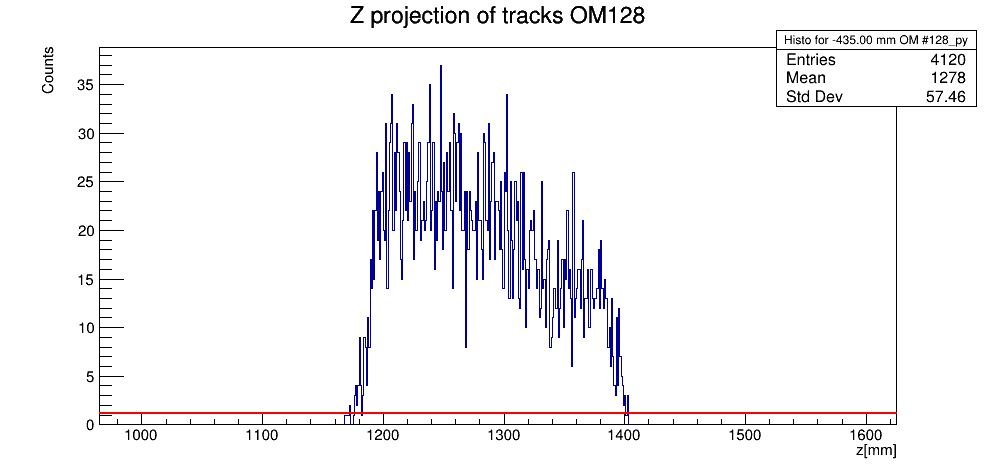 Z projection of tracks OM128
Histo for -435.00 mm OM #128_py
Entries 4120
Mean 1278
Std Dev 57.46
Counts
35
30
25
20
15
10
5
0
1000 1100 1200 1300 1400 1500 1600
z[mm]